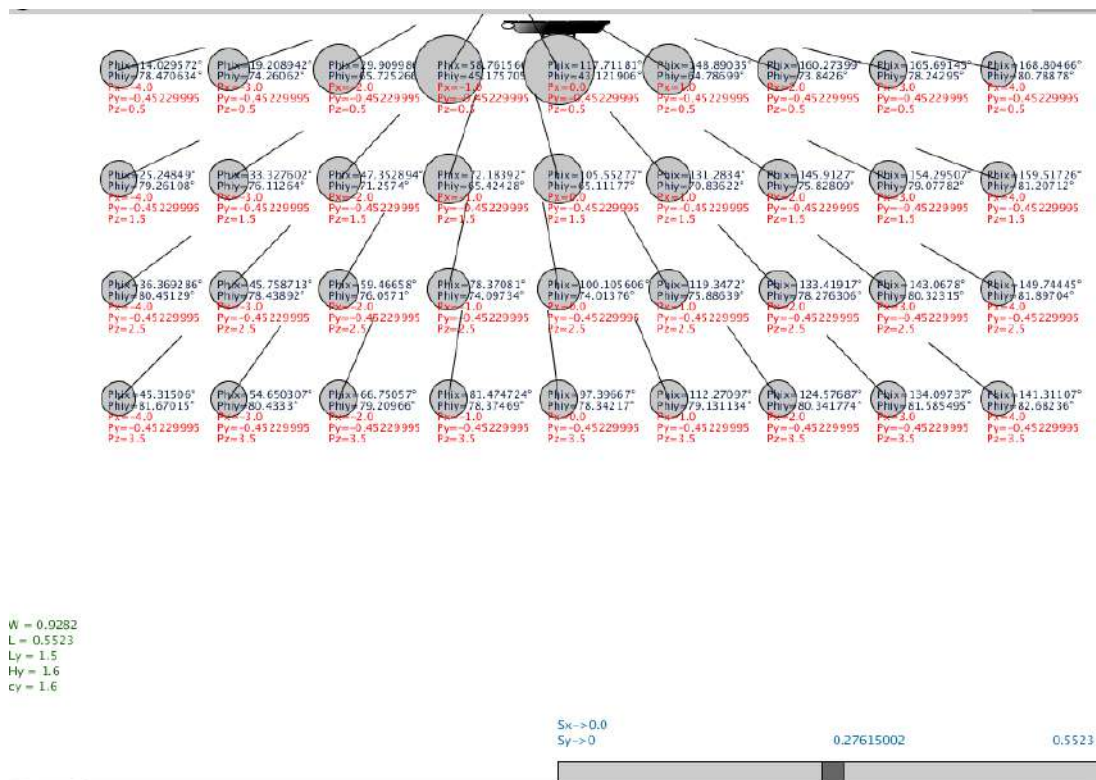 Phix=14.029572°
Phiy=78.470634°
Px=-4.0
Py=-0.45229995
Pz=0.5
Phix=19.208942°
Phiy=74.26062°
Px=-3.0
Py=-0.45229995
Pz=0.5
Phix=29.90998
Phiy=65.72526
Px=-2.0
Py=-0.45229995
Pz=0.5
Phix=58.76156
Phiy=45.175705
Px=-1.0
Py=-0.45229995
Pz=0.5
Phix=117.71181°
Phiy=43.121906°
Px=0.0
Py=-0.45229995
Pz=0.5
Phix=148.89035°
Phiy=64.78699°
Px=1.0
Py=-0.45229995
Pz=0.5
Phix=160.27399°
Phiy=73.8426°
Px=2.0
Py=-0.45229995
Pz=0.5
Phix=165.69143°
Phiy=78.24295°
Px=3.0
Py=-0.45229995
Pz=0.5
Phix=168.80466°
Phiy=80.78878°
Px=4.0
Py=-0.45229995
Pz=0.5
Phix=25.24849°
Phiy=79.26108°
Px=-4.0
Py=-0.45229995
Pz=1.5
Phix=33.327602°
Phiy=76.11264°
Px=-3.0
Py=-0.45229995
Pz=1.5
Phix=47.352894°
Phiy=71.2574°
Px=-2.0
Py=-0.45229995
Pz=1.5
Phix=72.18392°
Phiy=65.42428°
Px=-1.0
Py=-0.45229995
Pz=1.5
Phix=105.55277°
Phiy=65.11177°
Px=0.0
Py=-0.45229995
Pz=1.5
Phix=131.2834°
Phiy=70.83622°
Px=1.0
Py=-0.45229995
Pz=1.5
Phix=145.9127°
Phiy=75.82809°
Px=2.0
Py=-0.45229995
Pz=1.5
Phix=154.29507°
Phiy=79.07782°
Px=3.0
Py=-0.45229995
Pz=1.5
Phix=159.51726°
Phiy=81.20712°
Px=4.0
Py=-0.45229995
Pz=1.5
Phix=36.369286°
Phiy=80.45129°
Px=-4.0
Py=-0.45229995
Pz=2.5
Phix=45.758713°
Phiy=78.43892°
Px=-3.0
Py=-0.45229995
Pz=2.5
Phix=59.46658°
Phiy=76.0571°
Px=-2.0
Py=-0.45229995
Pz=2.5
Phix=78.37081°
Phiy=74.09734°
Px=-1.0
Py=-0.45229995
Pz=2.5
Phix=100.105606°
Phiy=74.01376°
Px=0.0
Py=-0.45229995
Pz=2.5
Phix=119.3472°
Phiy=75.88639°
Px=1.0
Py=-0.45229995
Pz=2.5
Phix=133.41917°
Phiy=78.276306°
Px=2.0
Py=-0.45229995
Pz=2.5
Phix=143.0678°
Phiy=80.32315°
Px=3.0
Py=-0.45229995
Pz=2.5
Phix=149.74445°
Phiy=81.89704°
Px=4.0
Py=-0.45229995
Pz=2.5
Phix=45.31506°
Phiy=81.67015°
Px=-4.0
Py=-0.45229995
Pz=3.5
Phix=54.650307°
Phiy=80.4333°
Px=-3.0
Py=-0.45229995
Pz=3.5
Phix=66.75057°
Phiy=79.20966°
Px=-2.0
Py=-0.45229995
Pz=3.5
Phix=81.474724°
Phiy=78.37469°
Px=-1.0
Py=-0.45229995
Pz=3.5
Phix=97.39667°
Phiy=78.34217°
Px=0.0
Py=-0.45229995
Pz=3.5
Phix=112.27097°
Phiy=79.131134°
Px=1.0
Py=-0.45229995
Pz=3.5
Phix=124.57687°
Phiy=80.341774°
Px=2.0
Py=-0.45229995
Pz=3.5
Phix=134.09737°
Phiy=81.585495°
Px=3.0
Py=-0.45229995
Pz=3.5
Phix=141.31107°
Phiy=82.68236°
Px=4.0
Py=-0.45229995
Pz=3.5
W = 0.9282
L = 0.5523
Ly = 1.5
Hy = 1.6
cy = 1.6
Sx->0.0
Sy->0 0.27615002 0.5523